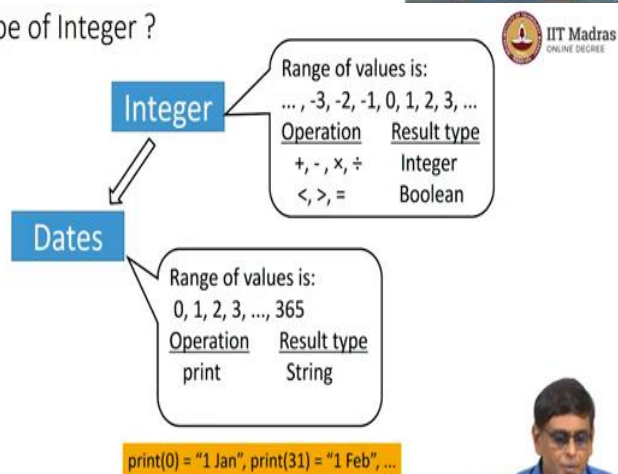 be of Integer ?
IIT Madras
ONLINE DEGREE
Integer
Range of values is:
... , -3, -2, -1, 0, 1, 2, 3, ...
Operation Result type
+, - , ×, ÷ Integer
<, >, = Boolean
Dates
Range of values is:
0, 1, 2, 3, ..., 365
Operation Result type
print String
print(0) = “1 Jan”, print(31) = “1 Feb”, ...